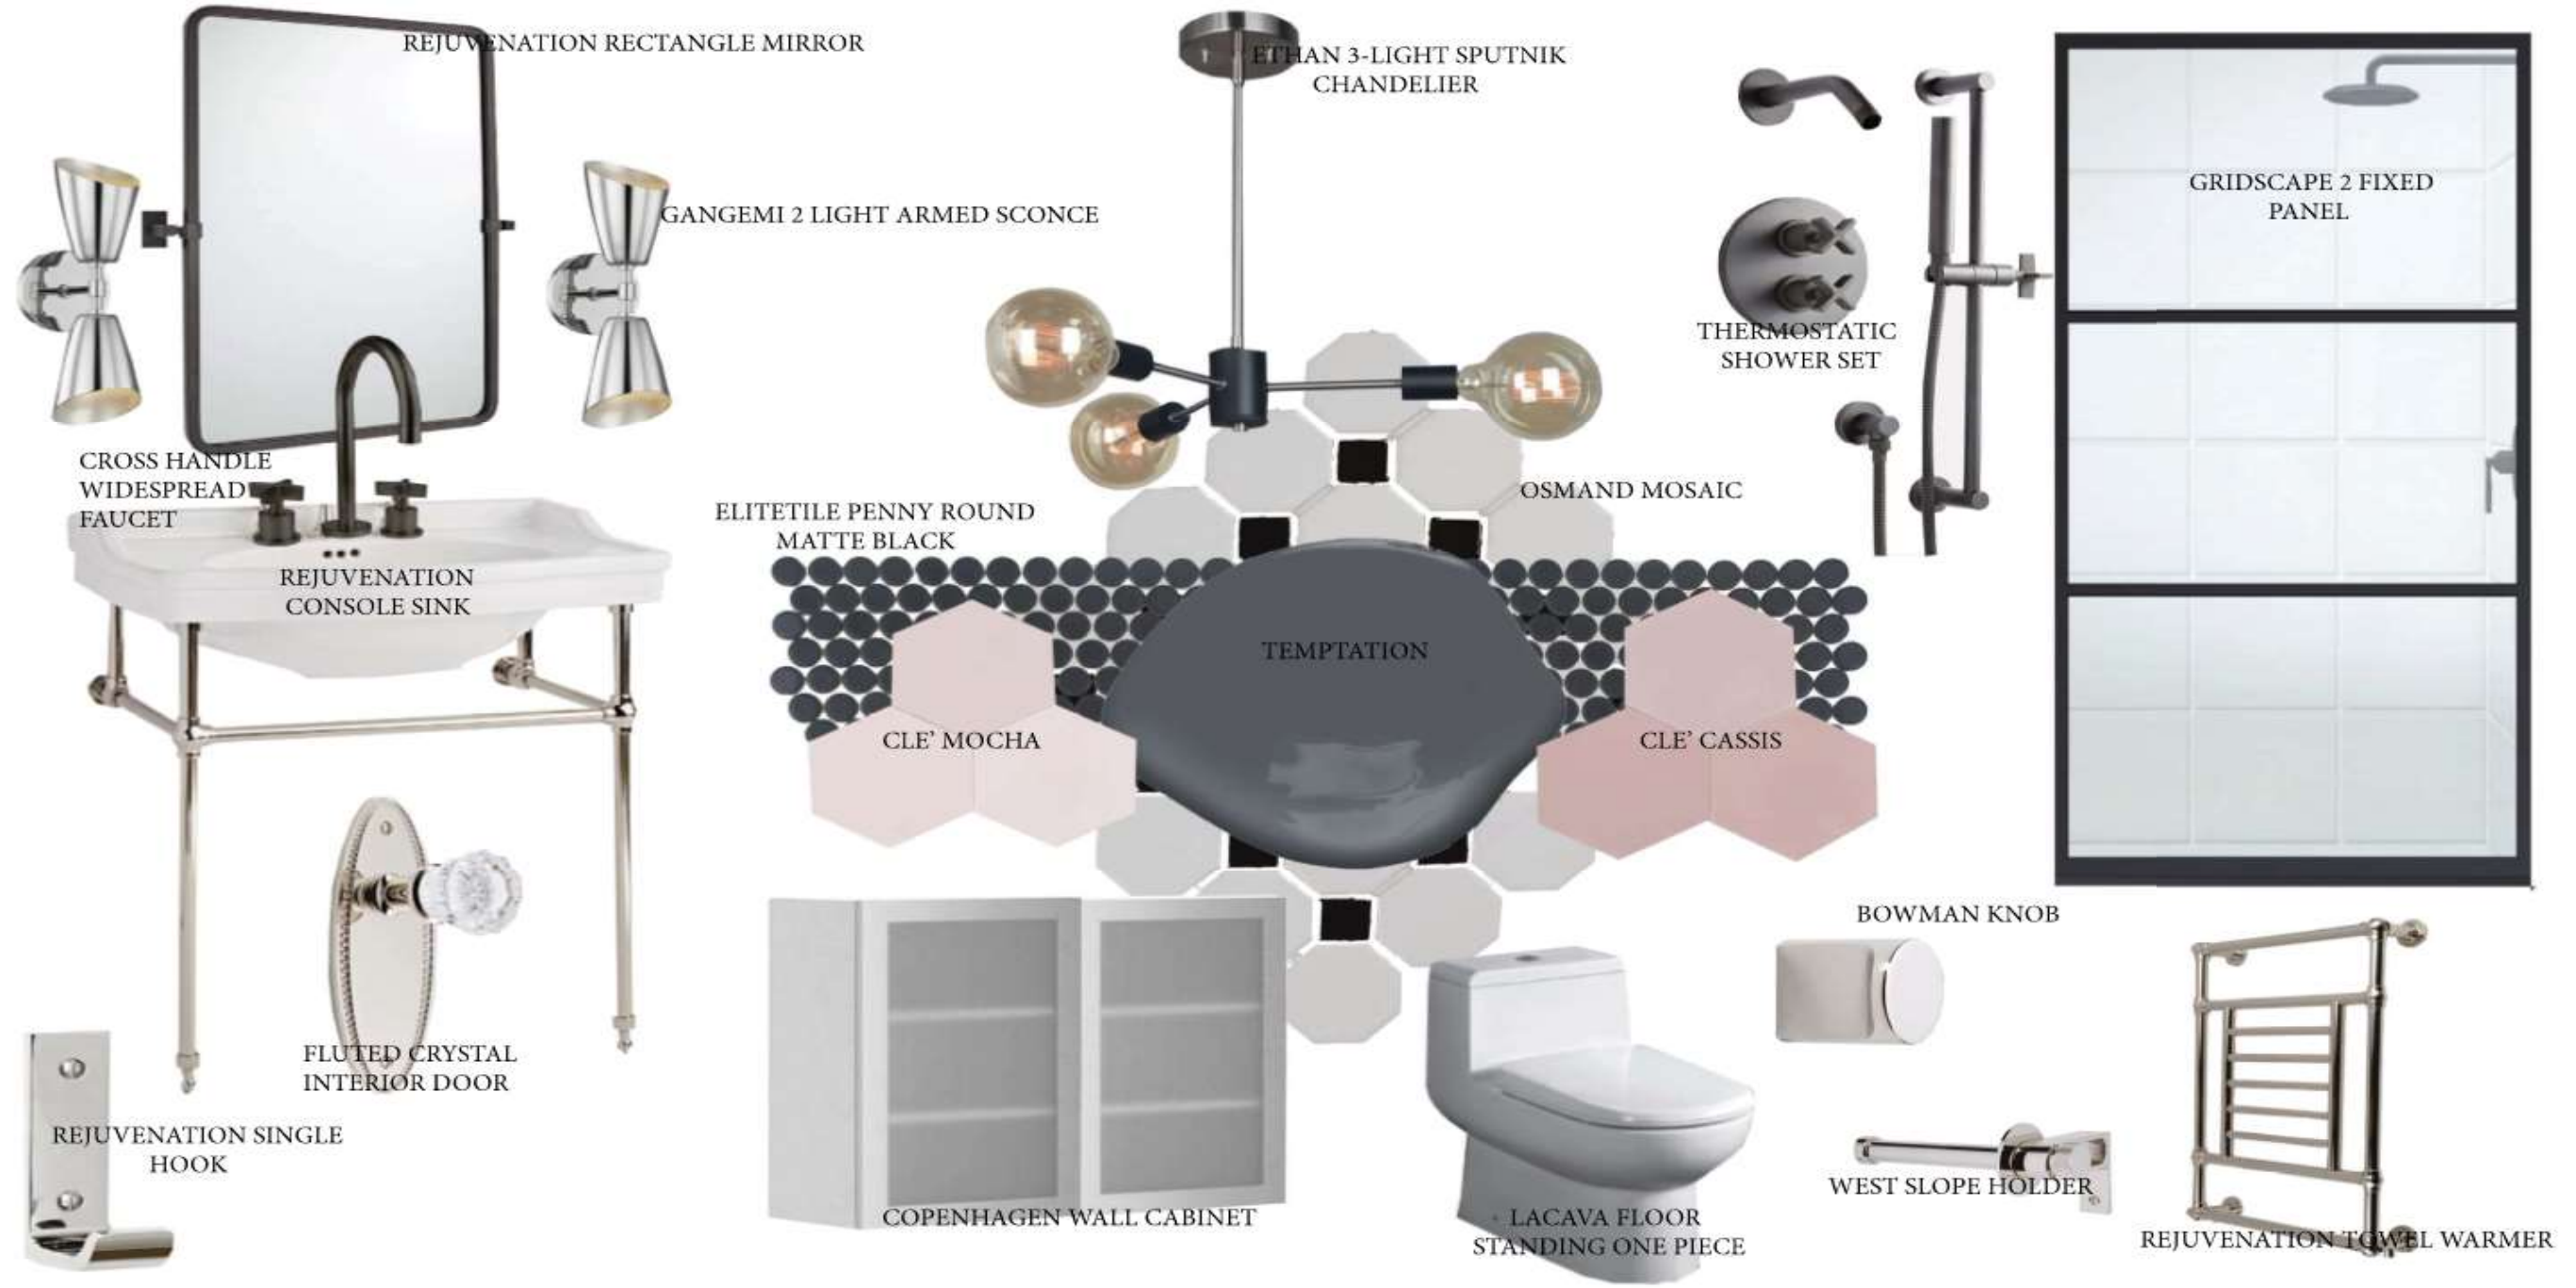 REJUVENATION RECTANGLE MIRROR
ETHAN 3-LIGHT SPUTNIK
CHANDELIER
GRIDSCAPE 2 FIXED
PANEL
GANGEMI 2 LIGHT ARMED SCONCE
THERMOSTATIC
SHOWER SET
CROSS HANDLE
WIDESPREAD
FAUCET
ELITETILE PENNY ROUND
MATTE BLACK
OSMAND MOSAIC
REJUVENATION
CONSOLE SINK
TEMPTATION
CLE' MOCHA
CLE' CASSIS
BOWMAN KNOB
FLUTED CRYSTAL
INTERIOR DOOR
REJUVENATION SINGLE
HOOK
COPENHAGEN WALL CABINET
LACAVA FLOOR
STANDING ONE PIECE
WEST SLOPE HOLDER
REJUVENATION TOWEL WARMER